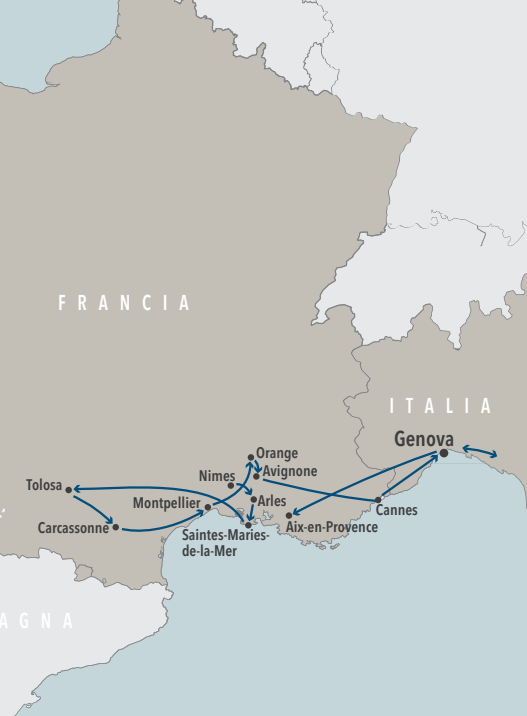 FRANCIA
ITALIA
Genova
Orange
Avignone
Nimes
Tolosa
Arles
Montpellier
Cannes
Carcassonne
Aix-en-Provence
Saintes-Maries-
de-la-Mer
AGNA